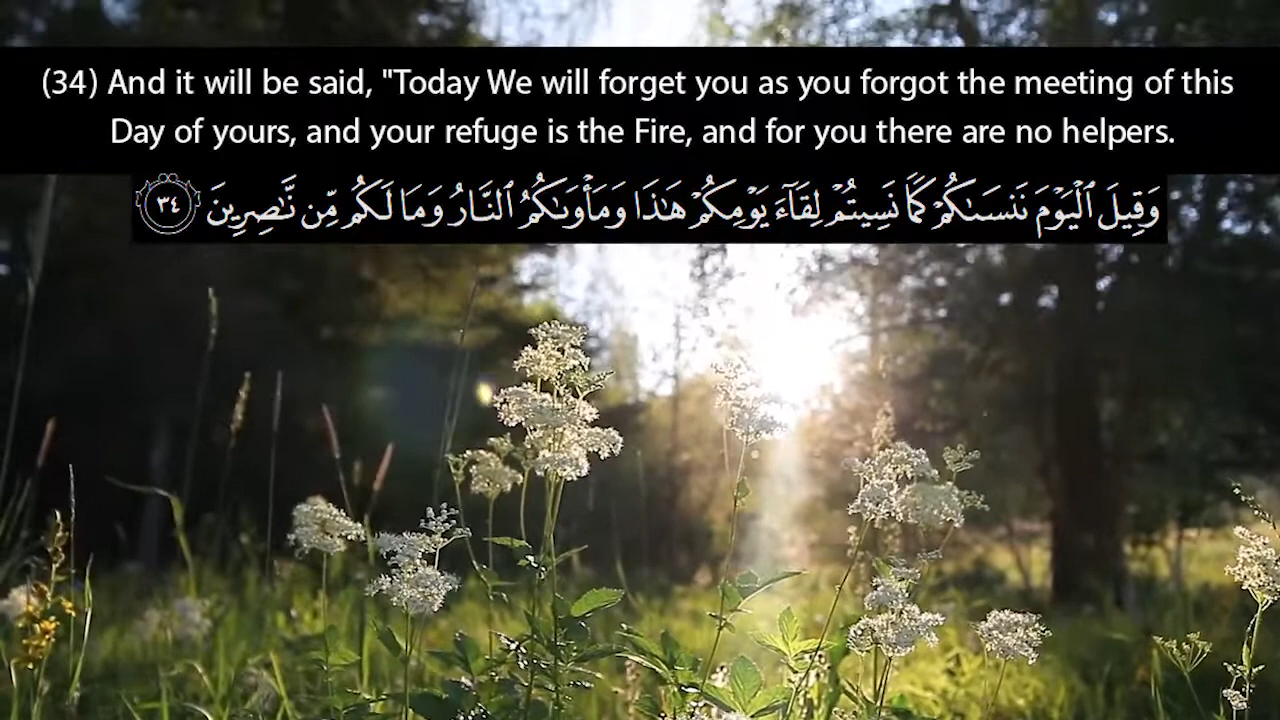 (34) And it will be said, "Today We will forget you as you forgot the meeting of this
Day of yours, and your refuge is the Fire, and for you there are no helpers.
وَقِيلَ ٱلْيَوْمَ نَنسَىٰكُمْ كَمَا نَسِيتُمْ لِقَآءَ يَوْمِكُمْ هَـٰذَا وَمَأْوَىٰكُمُ ٱلنَّارُ وَمَا لَكُم مِّن نَّـٰصِرِينَ ٣٤